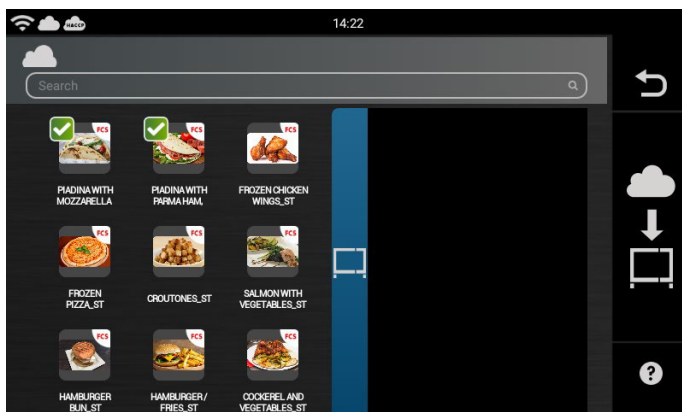 HACCP
14:22
Search
FCS
FCS
FCS
PIADINA WITH
MOZZARELLA
PIADINA WITH
PARMA HAM,
FROZEN CHICKEN
WINGS_ST
FCS
FCS
FCS
FROZEN
PIZZA_ST
CROUTONES_ST
SALMON WITH
VEGETABLES_ST
FCS
FCS
FCS
HAMBURGER
BUN_ST
HAMBURGER /
FRIES_ST
COCKEREL AND
VEGETABLES_ST
?